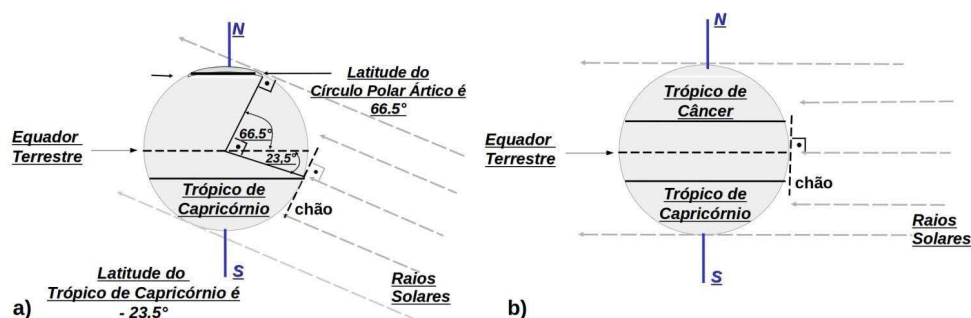 N
Latitude do
Círculo Polar Ártico é
66.5°
Equador
Terrestre
66.5°
23,5°
Trópico de
Capricórnio
chão
S
Latitude do
Trópico de Capricórnio é
- 23.5°
Raios
Solares
a)
b)
N
Trópico de
Câncer
Equador
Terrestre
chão
Trópico de
Capricórnio
Raios
Solares
S